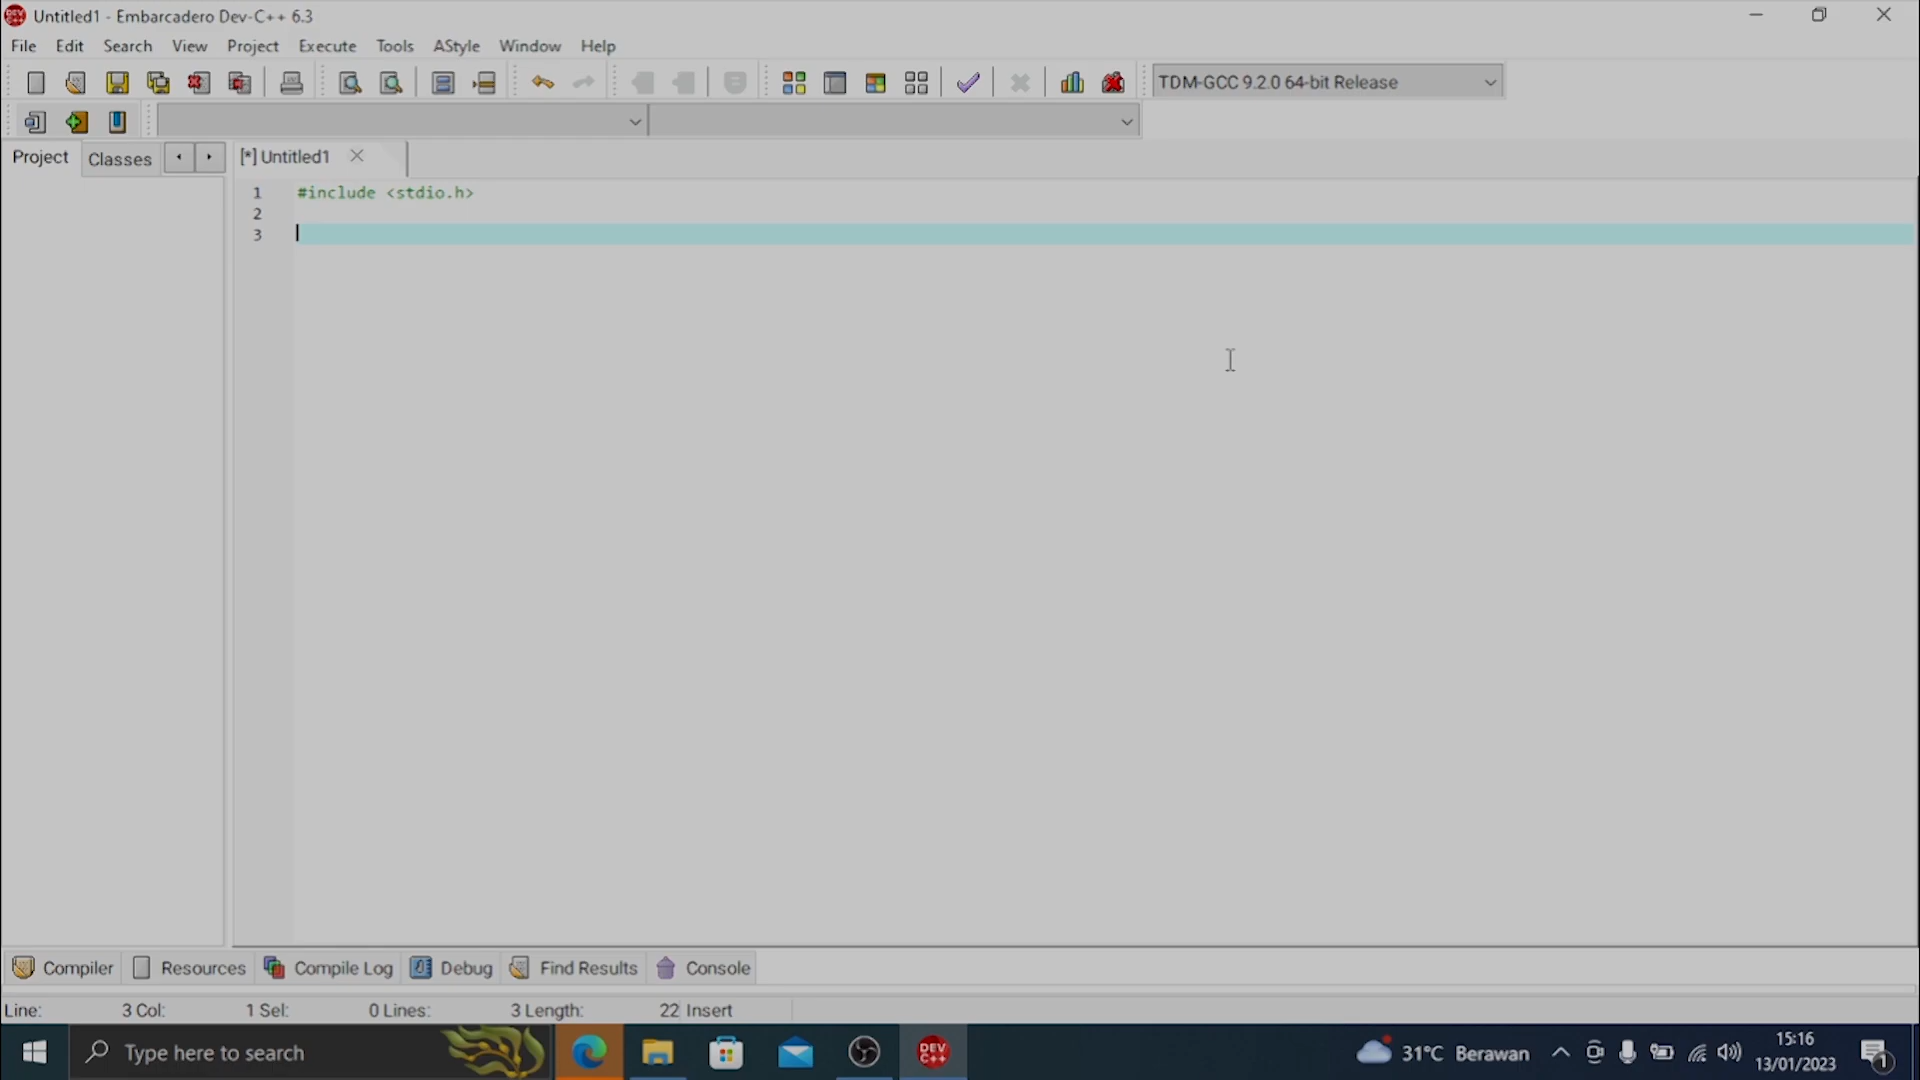 Untitled1 - Embarcadero Dev-C++ 6.3
File Edit Search View Project Execute Tools AStyle Window Help
TDM-GCC 9.2.0 64-bit Release
Project Classes [*] Untitled1
1 #include <stdio.h>
2
3
Compiler Resources Compile Log Debug Find Results Console
Line: 3 Col: 1 Sel: 0 Lines: 3 Length: 22 Insert
Type here to search
DEV C++
31°C Berawan
15:16
13/01/2023
1